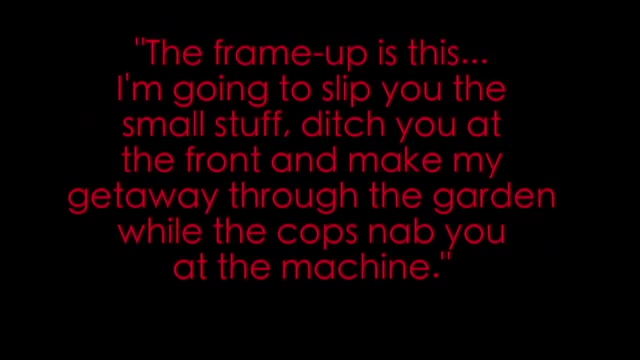 "The frame-up is this...
I'm going to slip you the
small stuff, ditch you at
the front and make my
getaway through the garden
while the cops nab you
at the machine."